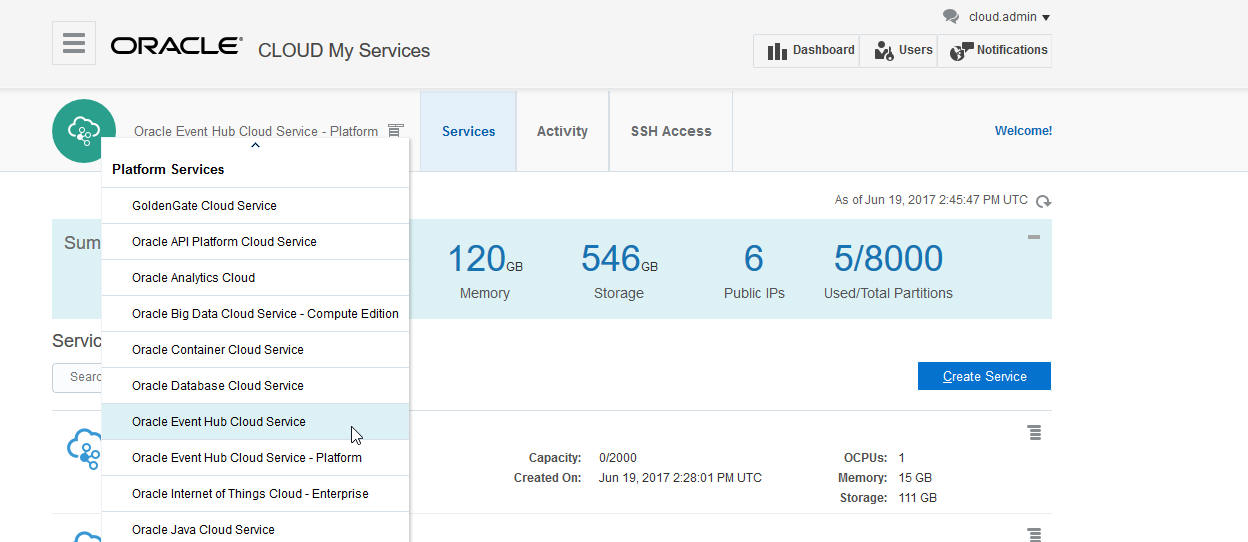 cloud.admin
ORACLE CLOUD My Services
Dashboard Users Notifications
Oracle Event Hub Cloud Service - Platform
Services Activity SSH Access
Welcome!
Platform Services
GoldenGate Cloud Service
Oracle API Platform Cloud Service
Oracle Analytics Cloud
Oracle Big Data Cloud Service - Compute Edition
Oracle Container Cloud Service
Oracle Database Cloud Service
Oracle Event Hub Cloud Service
Oracle Event Hub Cloud Service - Platform
Oracle Internet of Things Cloud - Enterprise
Oracle Java Cloud Service
As of Jun 19, 2017 2:45:47 PM UTC
Sum
120 GB 546 GB 6 5/8000
Memory Storage Public IPs Used/Total Partitions
Servic
Searc
Create Service
Capacity: 0/2000 OCPUs: 1
Created On: Jun 19, 2017 2:28:01 PM UTC Memory: 15 GB
Storage: 111 GB